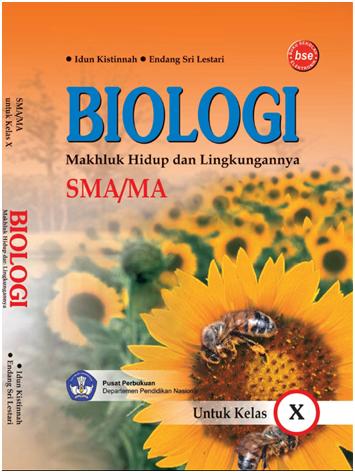 SMA/MA
untuk Kelas X
BIOLOGI
Makhluk Hidup dan Lingkungannya
• Idun Kistinnah
• Endang Sri Lestari
• Idun Kistinnah • Endang Sri Lestari
bse
BIOLOGI
Makhluk Hidup dan Lingkungannya
SMA/MA
Pusat Perbukuan
Departemen Pendidikan Nasional
Untuk Kelas X